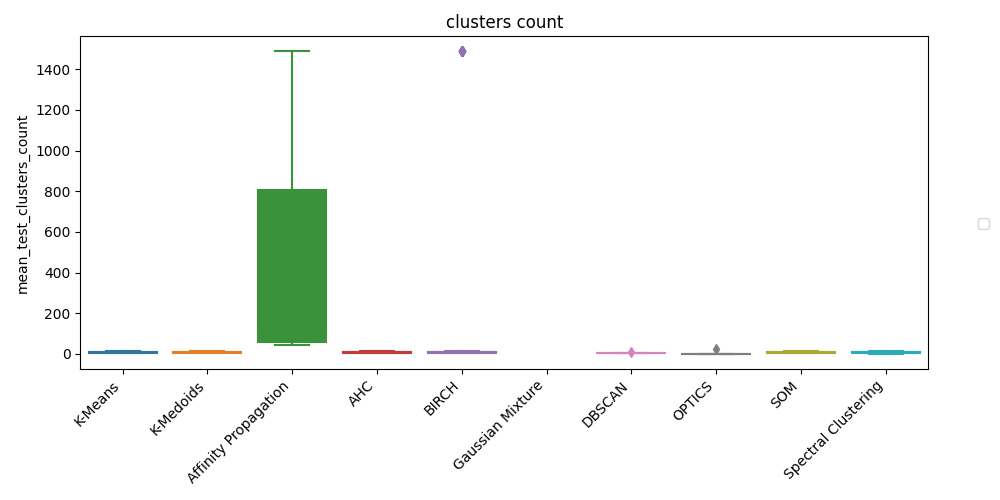 clusters count
mean_test_clusters_count
1400
1200
1000
800
600
400
200
0
K-Means
K-Medoids
Affinity Propagation
AHC
BIRCH
Gaussian Mixture
DBSCAN
OPTICS
SOM
Spectral Clustering